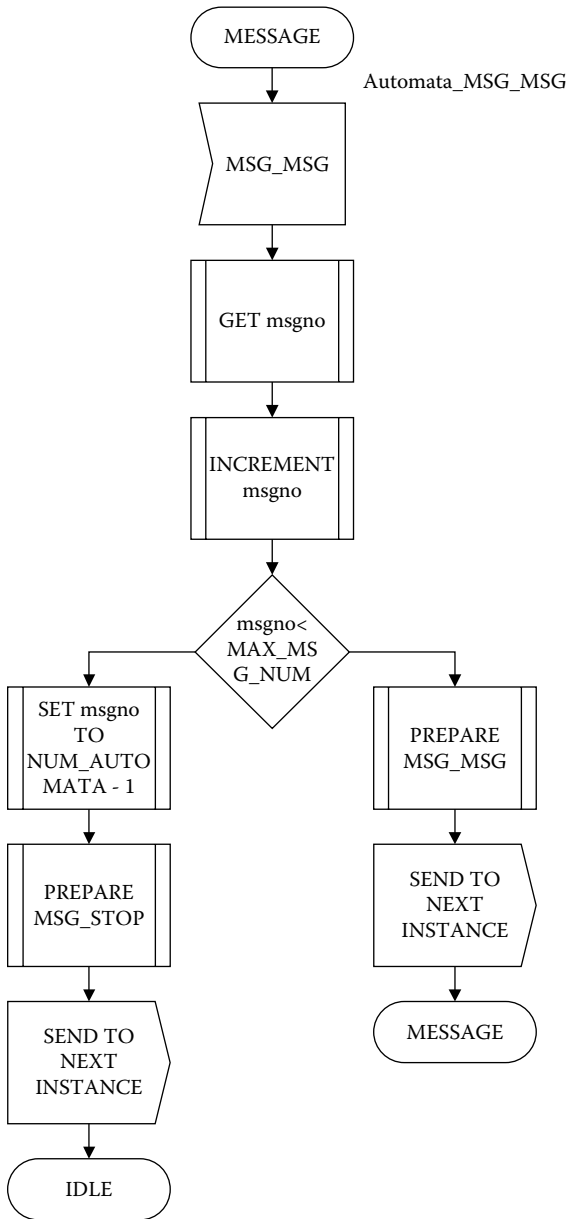 MESSAGE
Automata_MSG_MSG
MSG_MSG
GET msgno
INCREMENT
msgno
msgno<
MAX_MS
G_NUM
SET msgno
TO
NUM_AUTO
MATA - 1
PREPARE
MSG_STOP
SEND TO
NEXT
INSTANCE
IDLE
PREPARE
MSG_MSG
SEND TO
NEXT
INSTANCE
MESSAGE